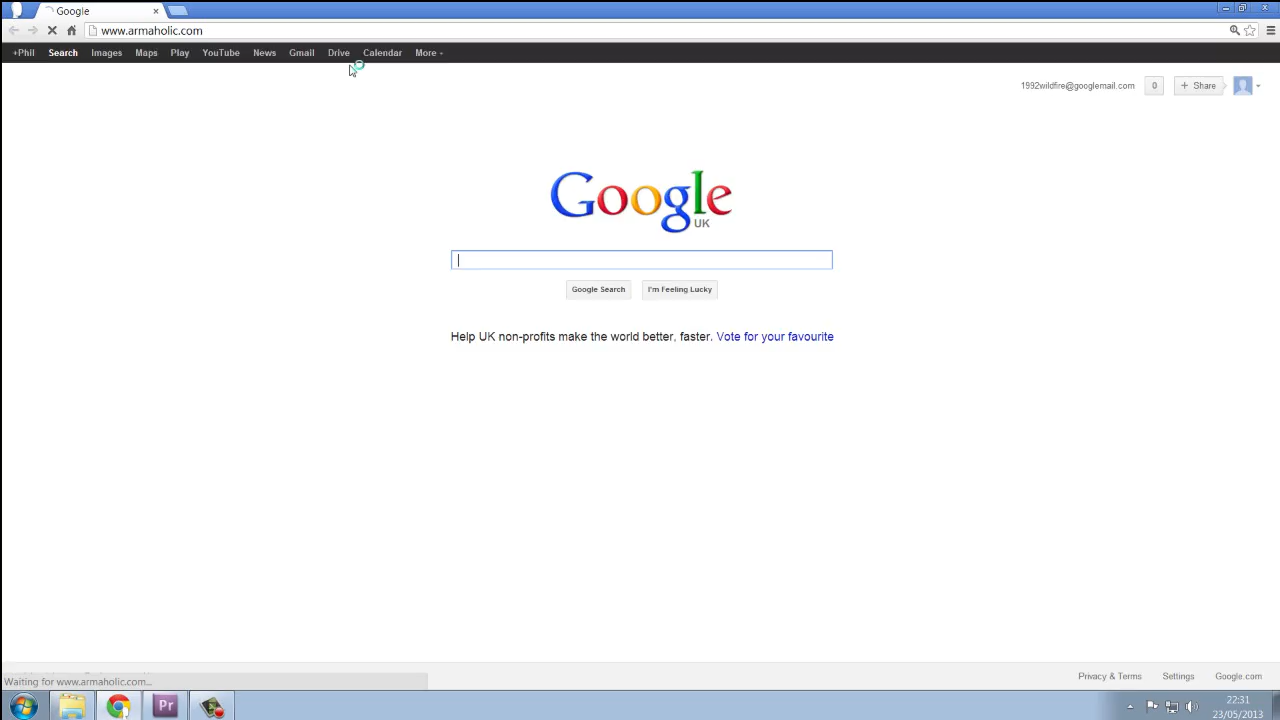 Google
www.armaholic.com
+Phil Search Images Maps Play YouTube News Gmail Drive Calendar More
1992wildfire@googlemail.com 0 + Share
Google
UK
Google Search I'm Feeling Lucky
Help UK non-profits make the world better, faster. Vote for your favourite
Privacy & Terms Settings Google.com
Waiting for www.armaholic.com...
Pr
22:31
23/05/2013